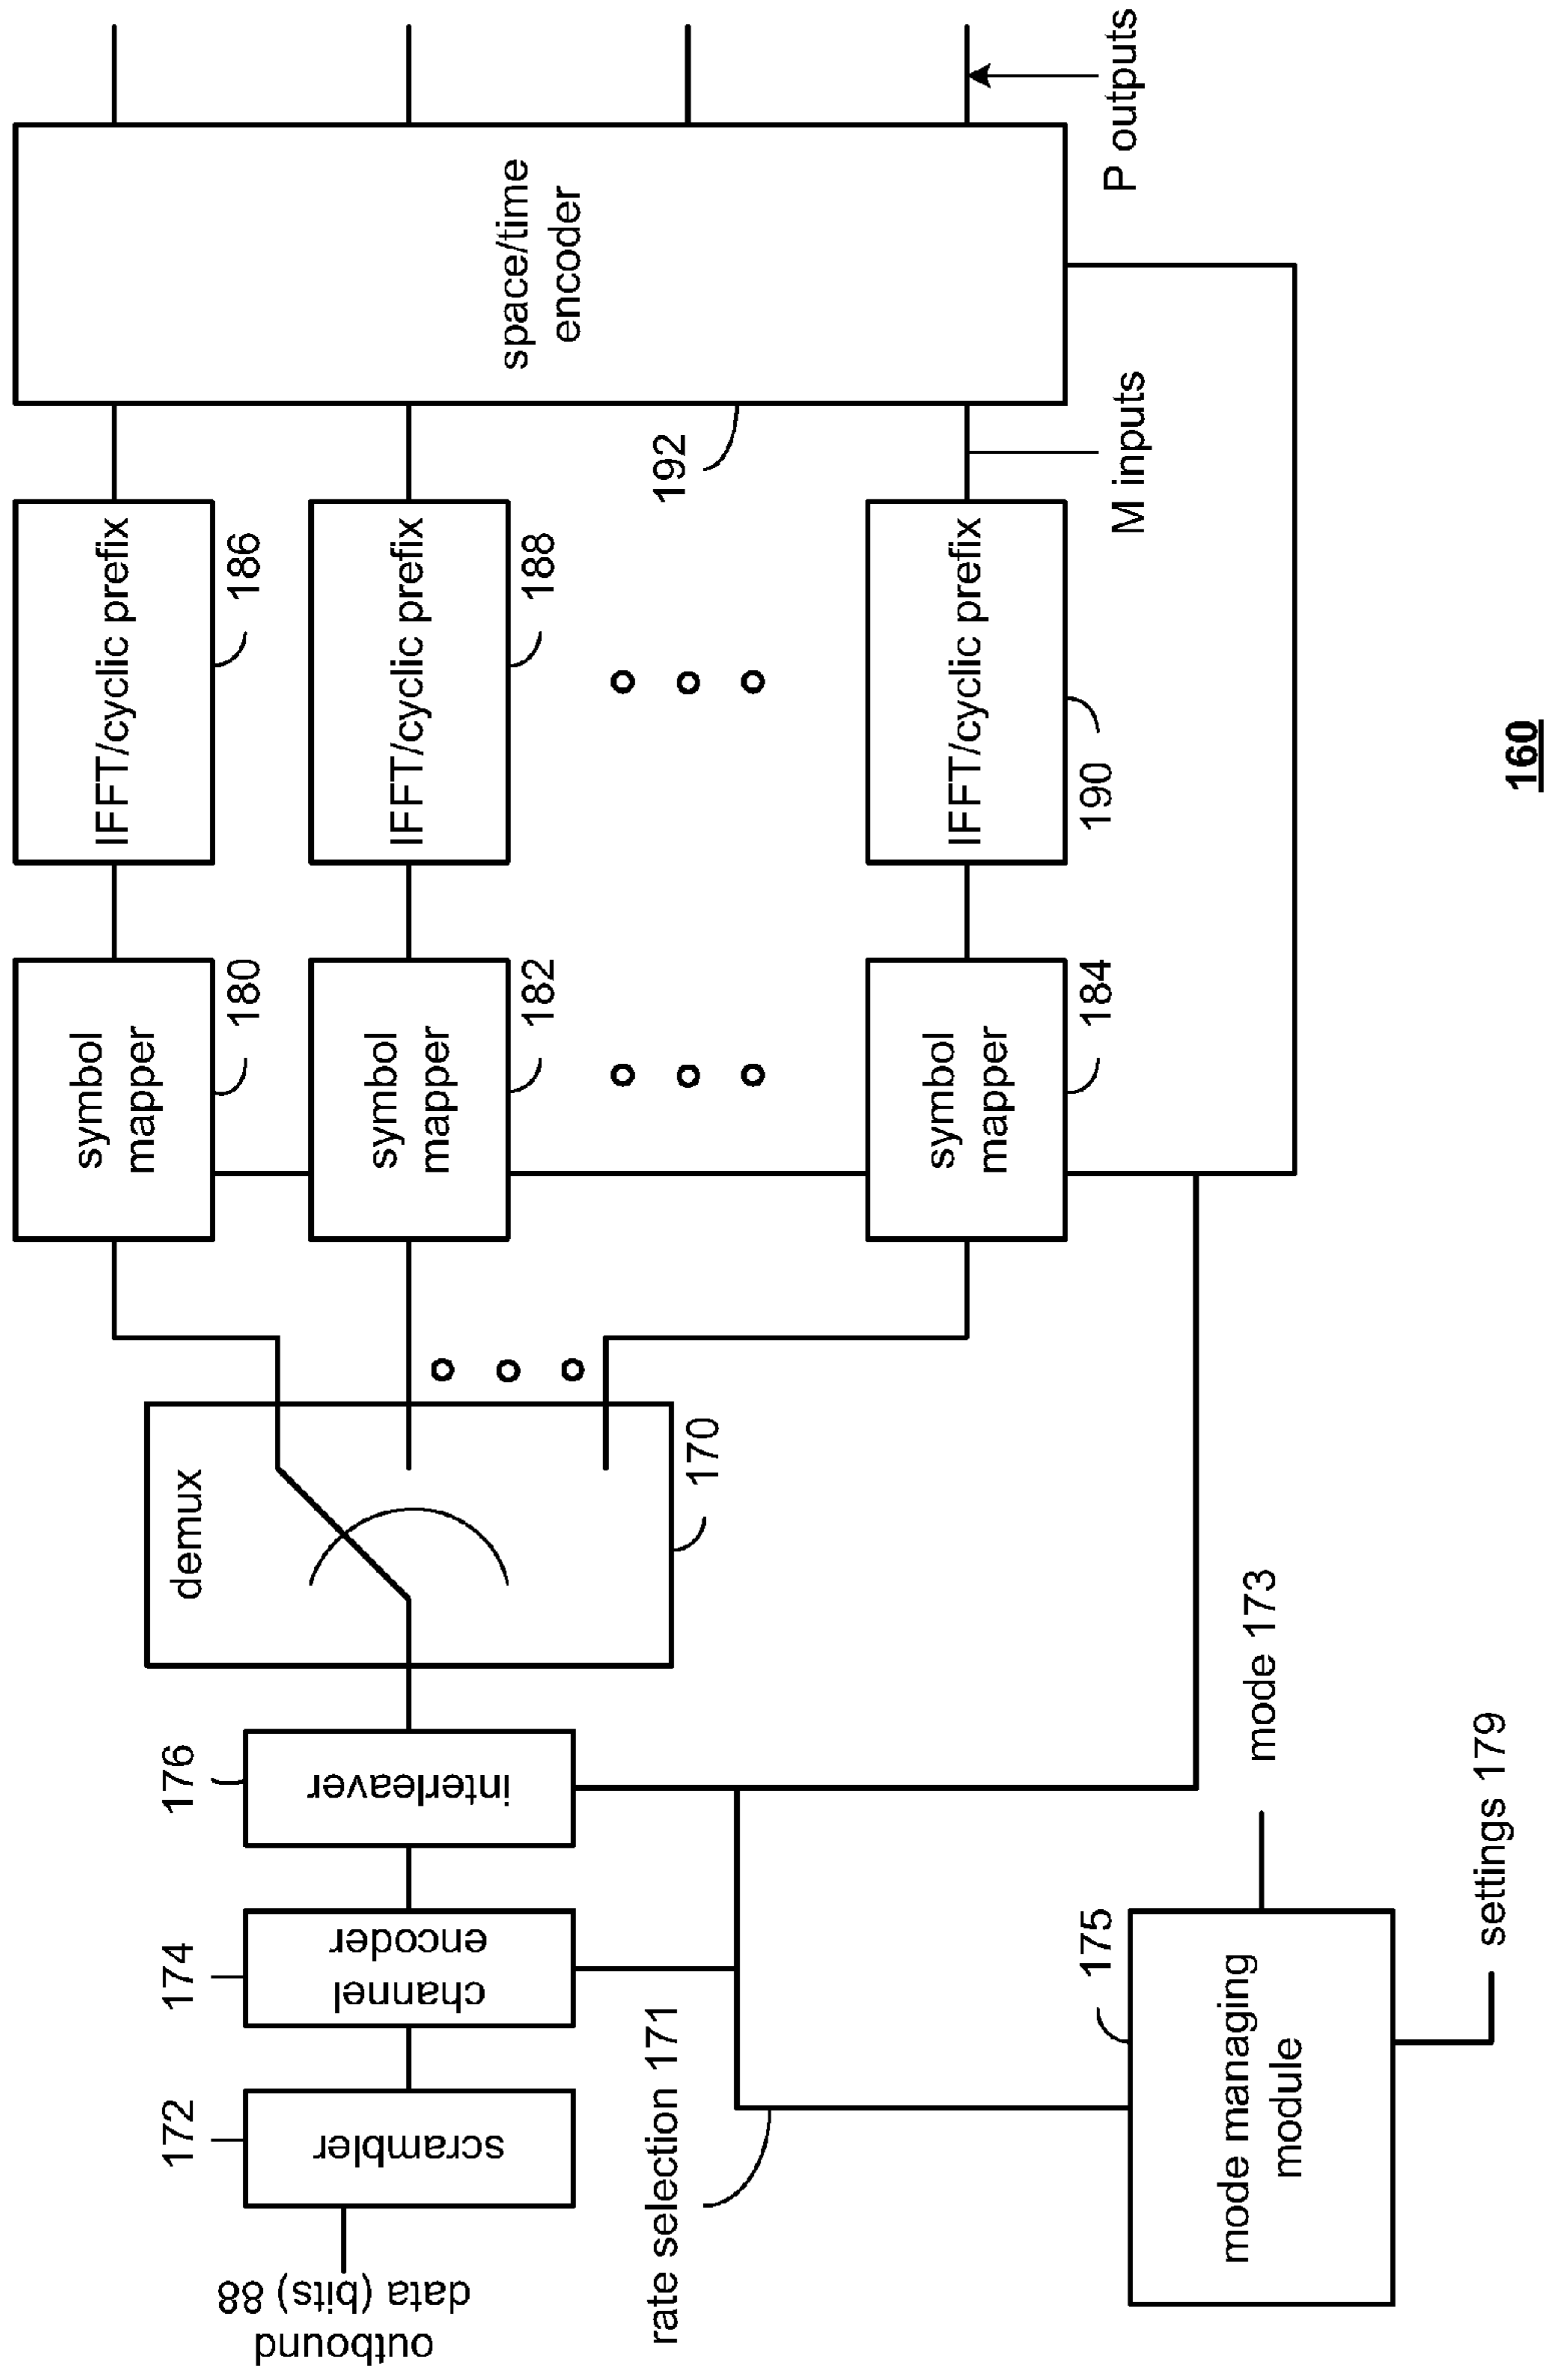 outbound
data (bits) 88
172
scrambler
174
channel
encoder
176
interleaver
demux
170
rate selection 171
175
mode managing
module
mode 173
settings 179
symbol
mapper
180
symbol
mapper
182
symbol
mapper
184
IFFT/cyclic prefix
186
IFFT/cyclic prefix
188
IFFT/cyclic prefix
190
M inputs
192
space/time
encoder
P outputs
160